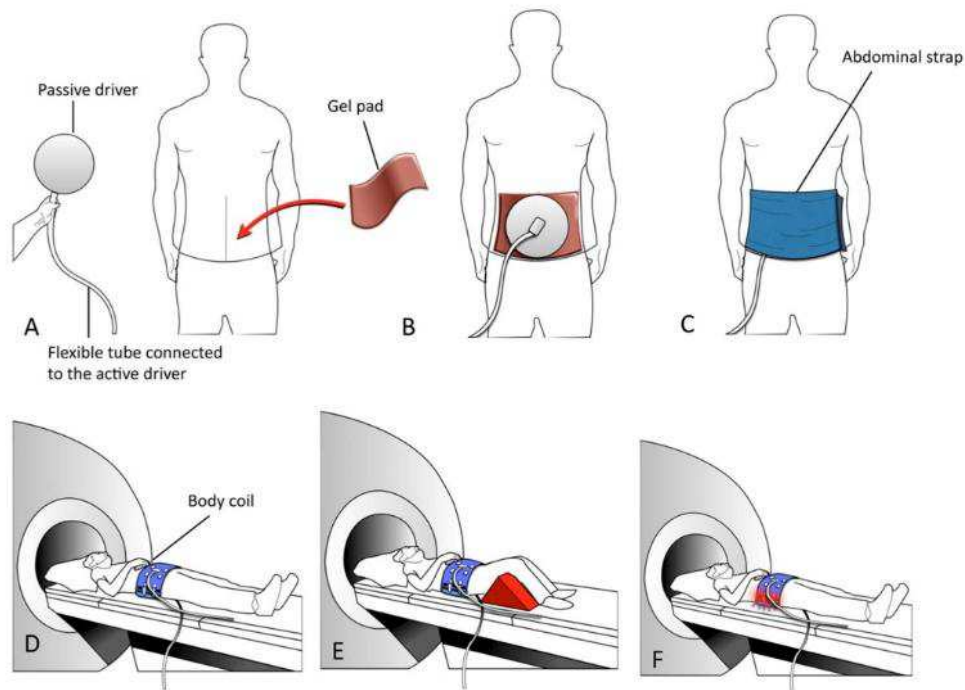 Passive driver
Gel pad
Abdominal strap
A
B
C
Flexible tube connected
to the active driver
Body coil
D
E
F